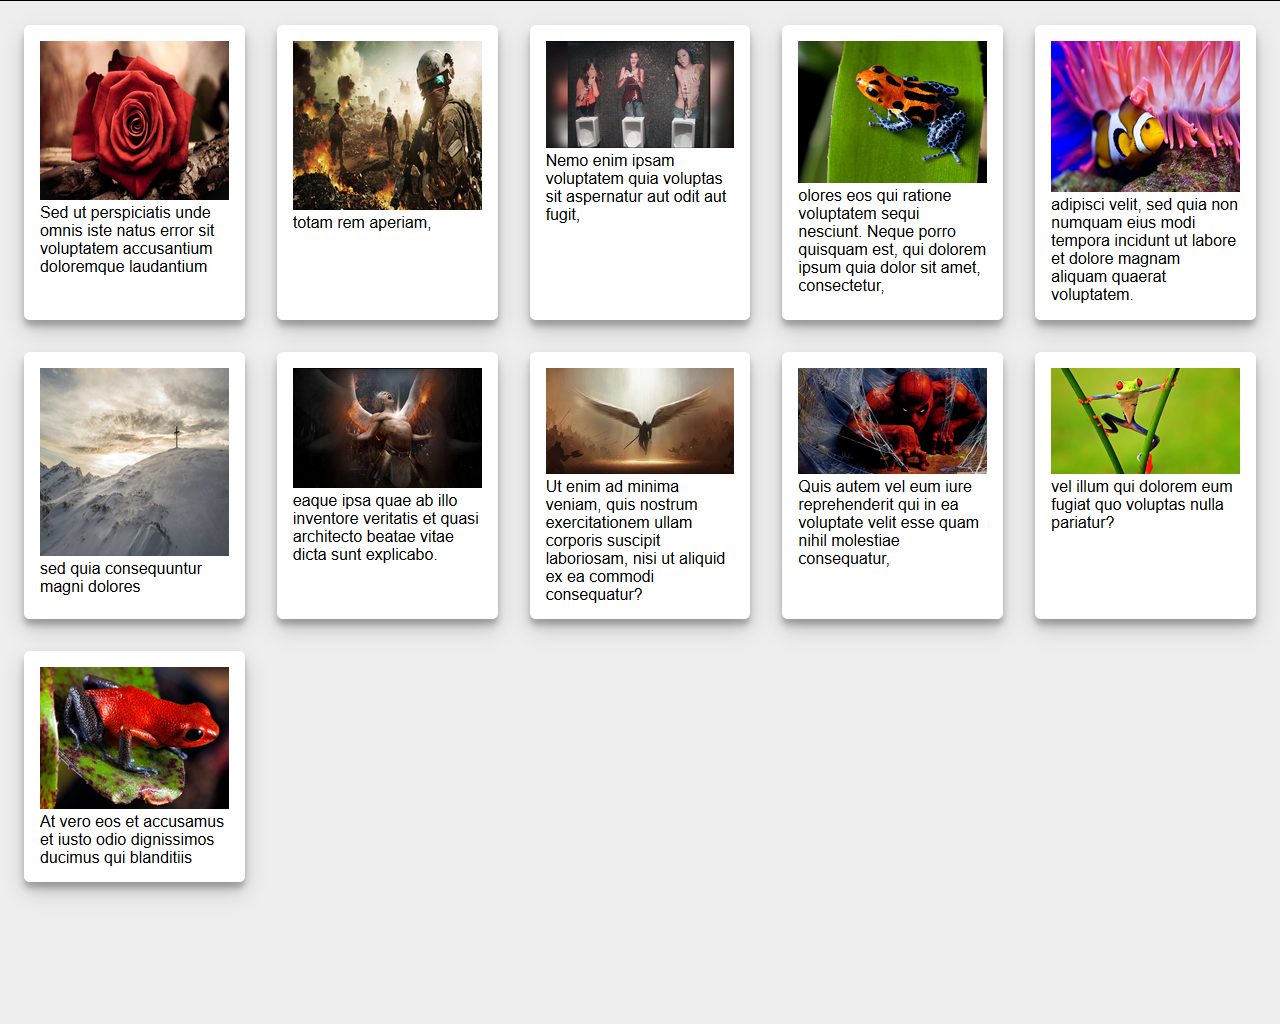 Sed ut perspiciatis unde
omnis iste natus error sit
voluptatem accusantium
doloremque laudantium
totam rem aperiam,
Nemo enim ipsam
voluptatem quia voluptas
sit aspernatur aut odit aut
fugit,
olores eos qui ratione
voluptatem sequi
nesciunt. Neque porro
quisquam est, qui dolorem
ipsum quia dolor sit amet,
consectetur,
adipisci velit, sed quia non
numquam eius modi
tempora incidunt ut labore
et dolore magnam
aliquam quaerat
voluptatem.
sed quia consequuntur
magni dolores
eaque ipsa quae ab illo
inventore veritatis et quasi
architecto beatae vitae
dicta sunt explicabo.
Ut enim ad minima
veniam, quis nostrum
exercitationem ullam
corporis suscipit
laboriosam, nisi ut aliquid
ex ea commodi
consequatur?
Quis autem vel eum iure
reprehenderit qui in ea
voluptate velit esse quam
nihil molestiae
consequatur,
vel illum qui dolorem eum
fugiat quo voluptas nulla
pariatur?
At vero eos et accusamus
et iusto odio dignissimos
ducimus qui blanditiis